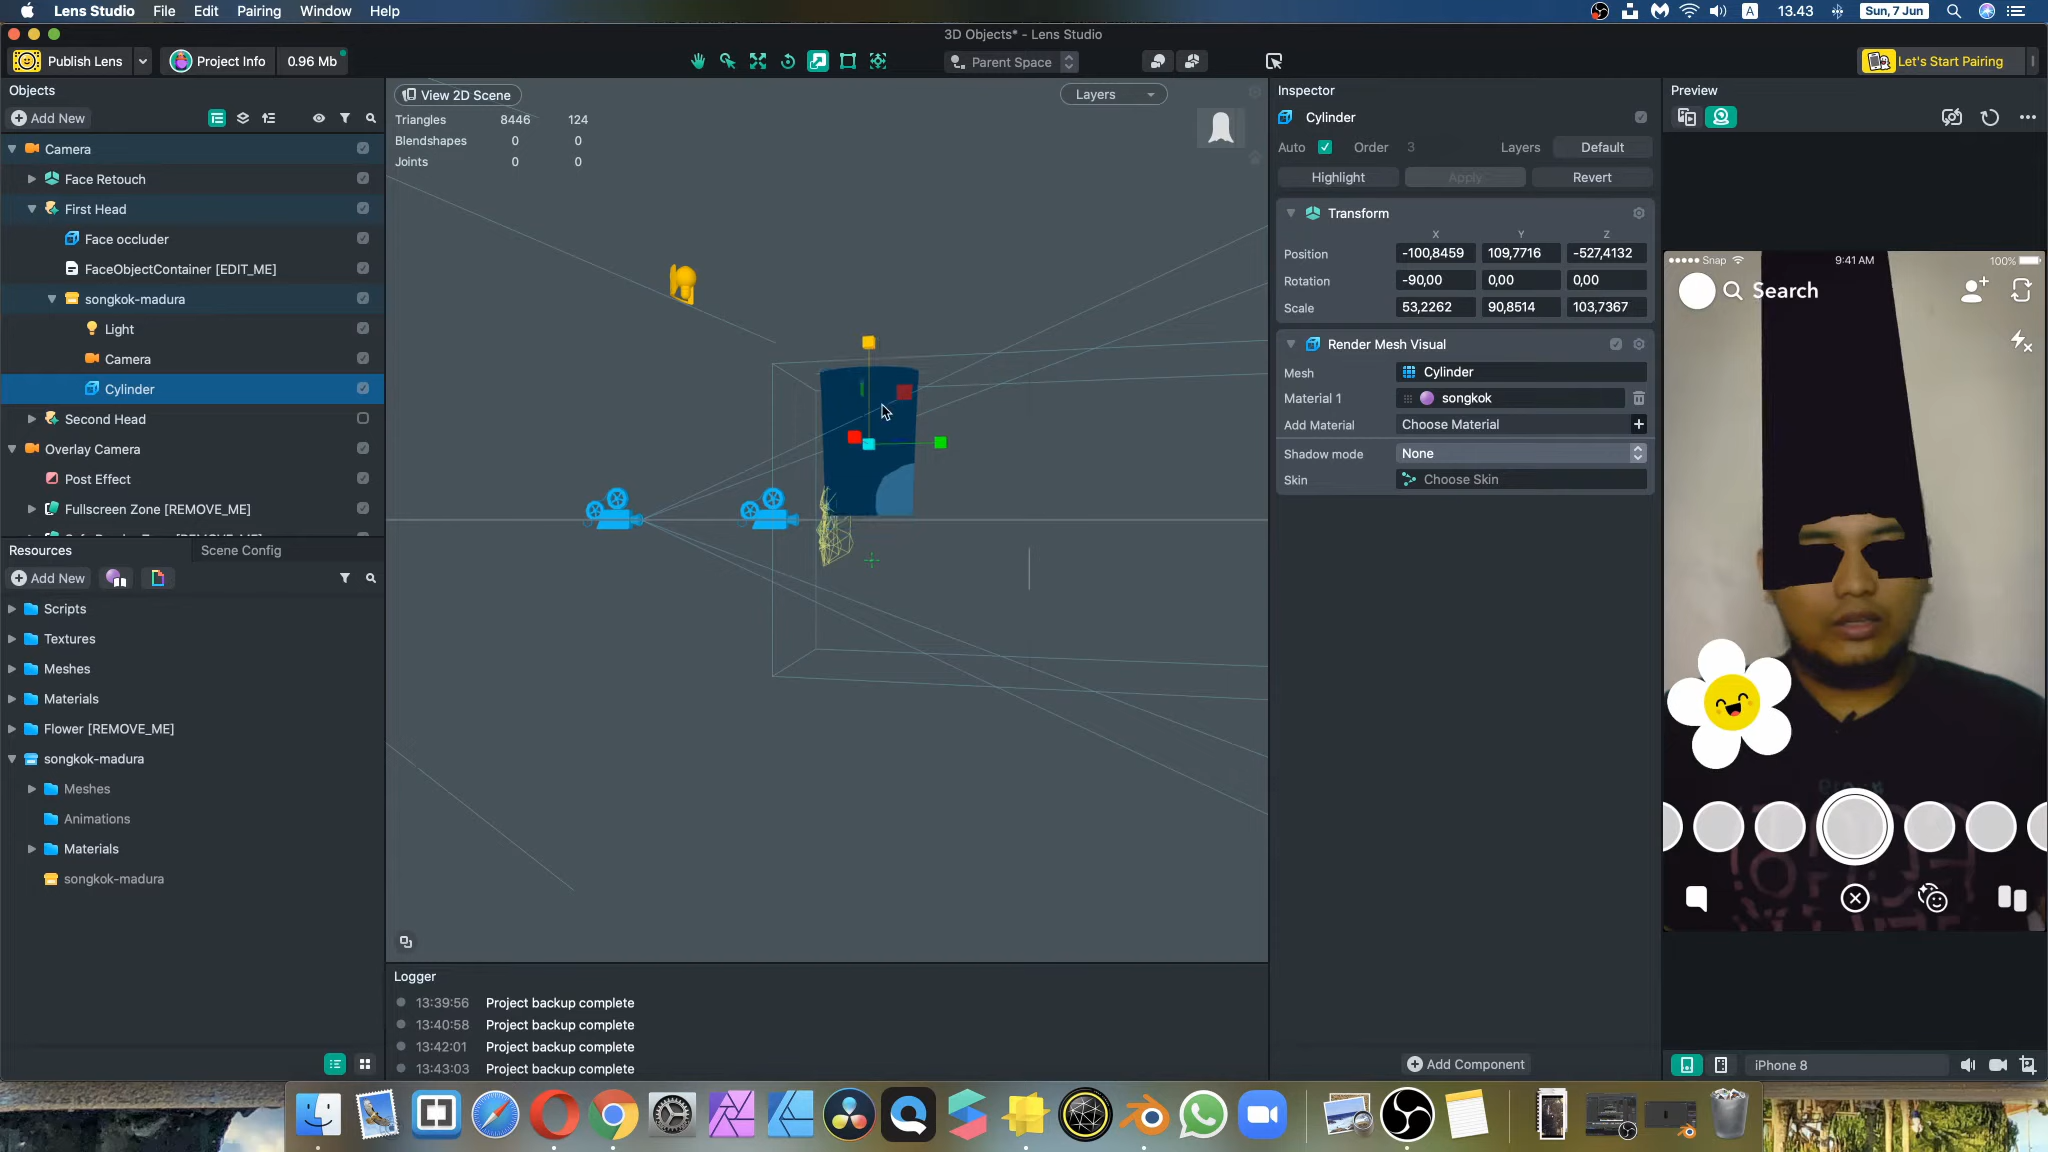 Lens Studio File Edit Pairing Window Help
A 13.43 Sun, 7 Jun
3D Objects* - Lens Studio
Publish Lens Project Info 0.96 Mb Parent Space Let's Start Pairing
Objects
Add New
Camera
Face Retouch
First Head
Face occluder
FaceObjectContainer [EDIT_ME]
songkok-madura
Light
Camera
Cylinder
Second Head
Overlay Camera
Post Effect
Fullscreen Zone [REMOVE_ME]
Resources Scene Config
Add New
Scripts
Textures
Meshes
Materials
Flower [REMOVE_ME]
songkok-madura
Meshes
Animations
Materials
songkok-madura
View 2D Scene Layers
Triangles 8446 124
Blendshapes 0 0
Joints 0 0
Logger
13:39:56 Project backup complete
13:40:58 Project backup complete
13:42:01 Project backup complete
13:43:03 Project backup complete
Inspector
Cylinder
Auto Order 3 Layers Default
Highlight Apply Revert
Transform
X Y Z
Position -100,8459 109,7716 -527,4132
Rotation -90,00 0,00 0,00
Scale 53,2262 90,8514 103,7367
Render Mesh Visual
Mesh Cylinder
Material 1 songkok
Add Material Choose Material
Shadow mode None
Skin Choose Skin
Add Component
Preview
Snap 9:41 AM 100%
Search
iPhone 8